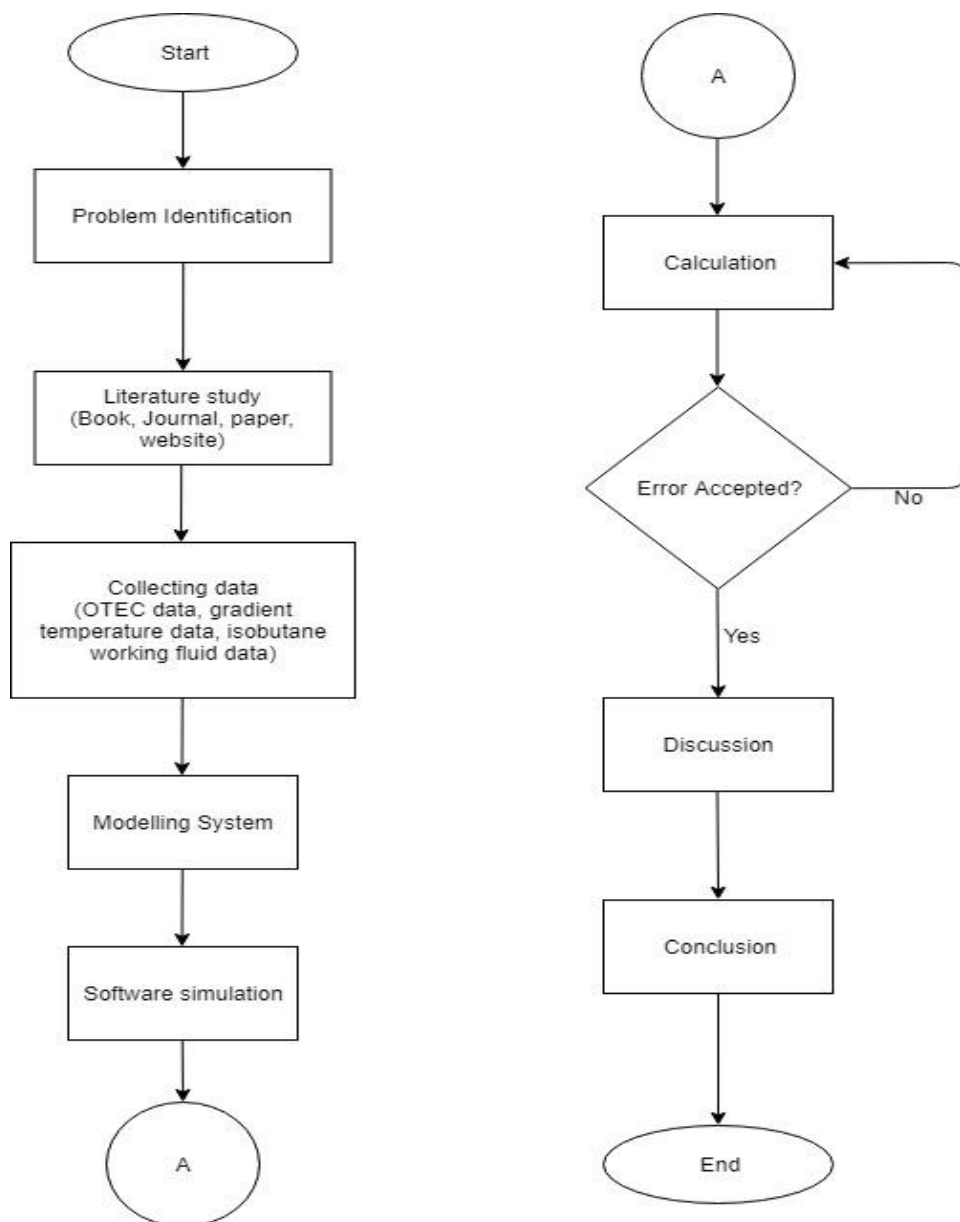 Start
Problem Identification
Literature study
(Book, Journal, paper,
website)
Collecting data
(OTEC data, gradient
temperature data, isobutane
working fluid data)
Modelling System
Software simulation
A
A
Calculation
Error Accepted?
No
Yes
Discussion
Conclusion
End